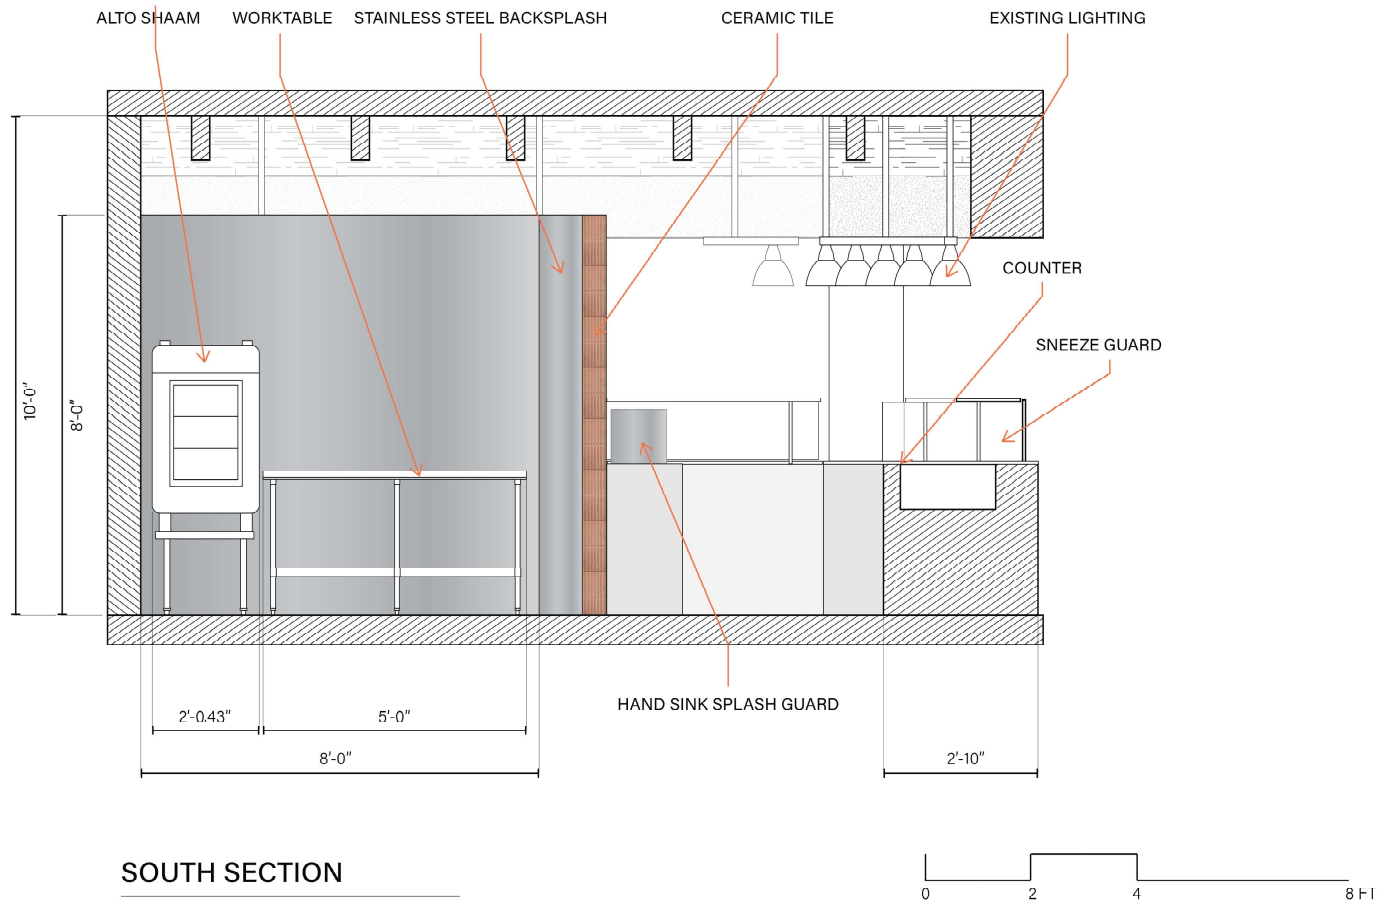 ALTO SHAAM WORKTABLE STAINLESS STEEL BACKSPLASH CERAMIC TILE EXISTING LIGHTING
COUNTER
SNEEZE GUARD
10'-0"
8'-0"
HAND SINK SPLASH GUARD
2'-0.43" 5'-0"
8'-0" 2'-10"
SOUTH SECTION
0 2 4 8 FT